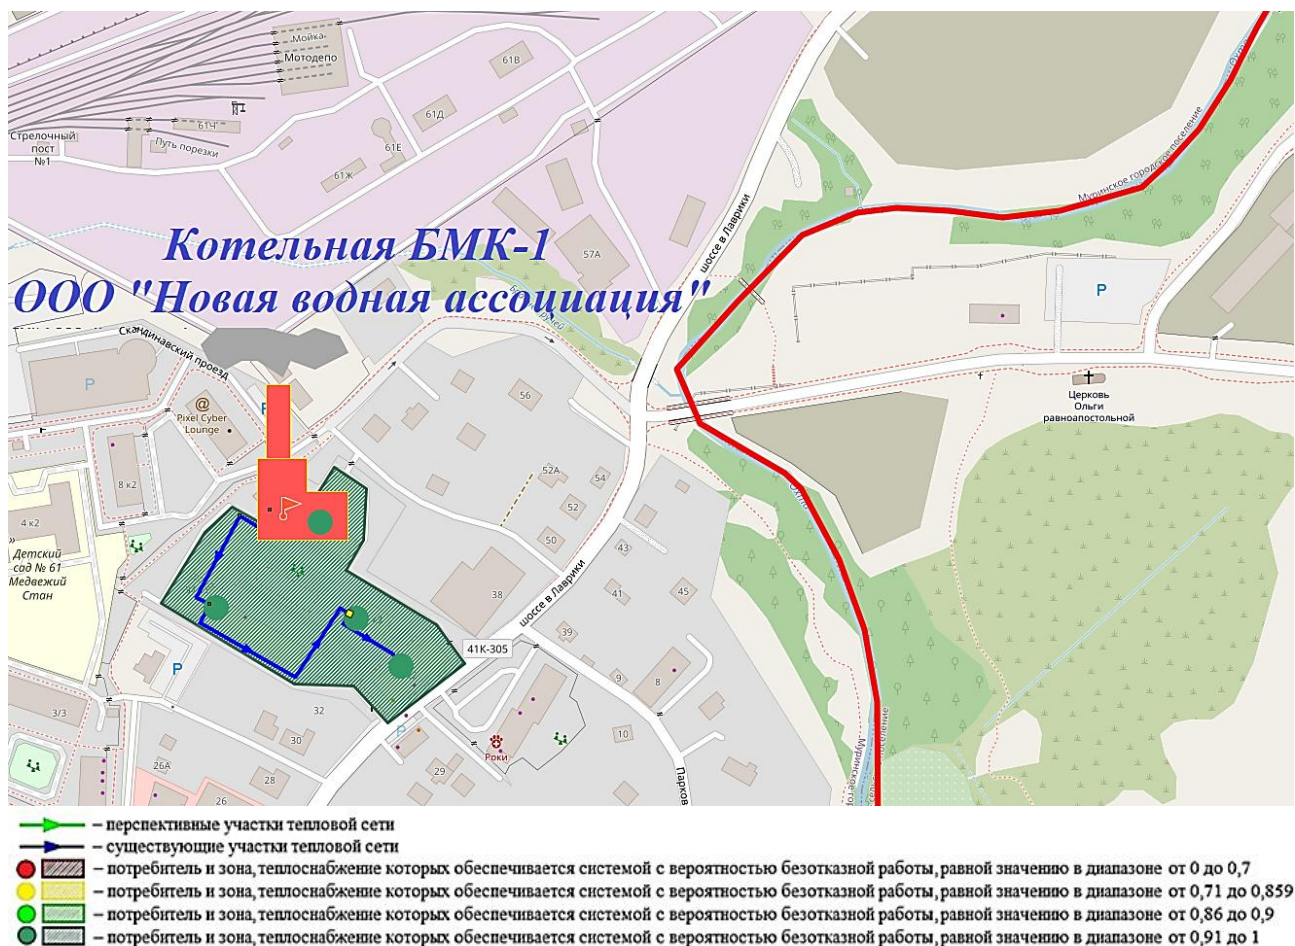 Мойка
Мотодепо
61В
61Д
61Ч
61Е
Стрелочный
пост
№1
Путь порезки
61Ж
Охта
Муринское городское поселение
шоссе в Лаврики
57А
Котельная БМК-1
ООО "Новая водная ассоциация"
P
Скандинавский проезд
P
@
Pixel Cyber
Lounge
56
Церковь
Ольги
равноапостольной
8 к2
52А
54
52
4 к2
50
43
Охта
Детский
сад № 61
Медвежий
Стан
38
41
45
шоссе в Лаврики
39
41К-305
P
9
8
3/3
32
30
P
10
Роки
26А
28
29
26
Парков
Муринское гор
– перспективные участки тепловой сети
– существующие участки тепловой сети
– потребитель и зона, теплоснабжение которых обеспечивается системой с вероятностью безотказной работы, равной значению в диапазоне от 0 до 0,7
– потребитель и зона, теплоснабжение которых обеспечивается системой с вероятностью безотказной работы, равной значению в диапазоне от 0,71 до 0,859
– потребитель и зона, теплоснабжение которых обеспечивается системой с вероятностью безотказной работы, равной значению в диапазоне от 0,86 до 0,9
– потребитель и зона, теплоснабжение которых обеспечивается системой с вероятностью безотказной работы, равной значению в диапазоне от 0,91 до 1